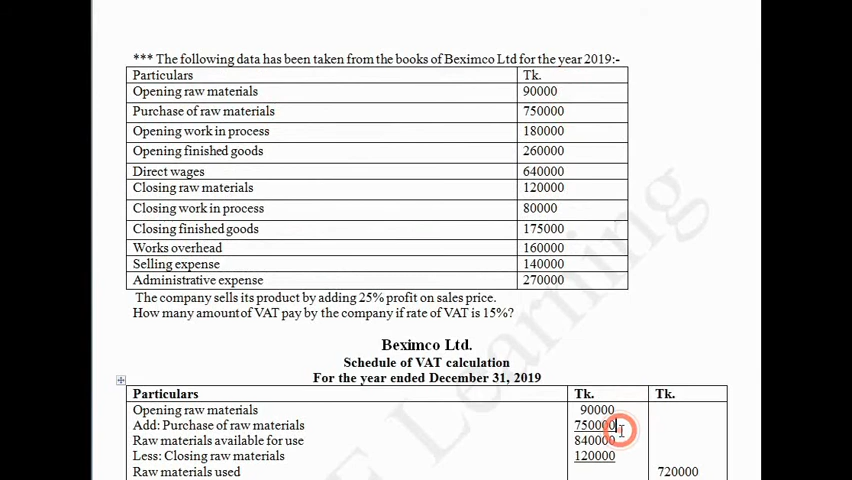 *** The following data has been taken from the books of Beximco Ltd for the year 2019:-
Particulars Tk.
Opening raw materials 90000
Purchase of raw materials 750000
Opening work in process 180000
Opening finished goods 260000
Direct wages 640000
Closing raw materials 120000
Closing work in process 80000
Closing finished goods 175000
Works overhead 160000
Selling expense 140000
Administrative expense 270000
The company sells its product by adding 25% profit on sales price.
How many amount of VAT pay by the company if rate of VAT is 15%?
Beximco Ltd.
Schedule of VAT calculation
For the year ended December 31, 2019
Particulars Tk. Tk.
Opening raw materials 90000
Add: Purchase of raw materials 750000
Raw materials available for use 840000
Less: Closing raw materials 120000
Raw materials used 720000
Learning